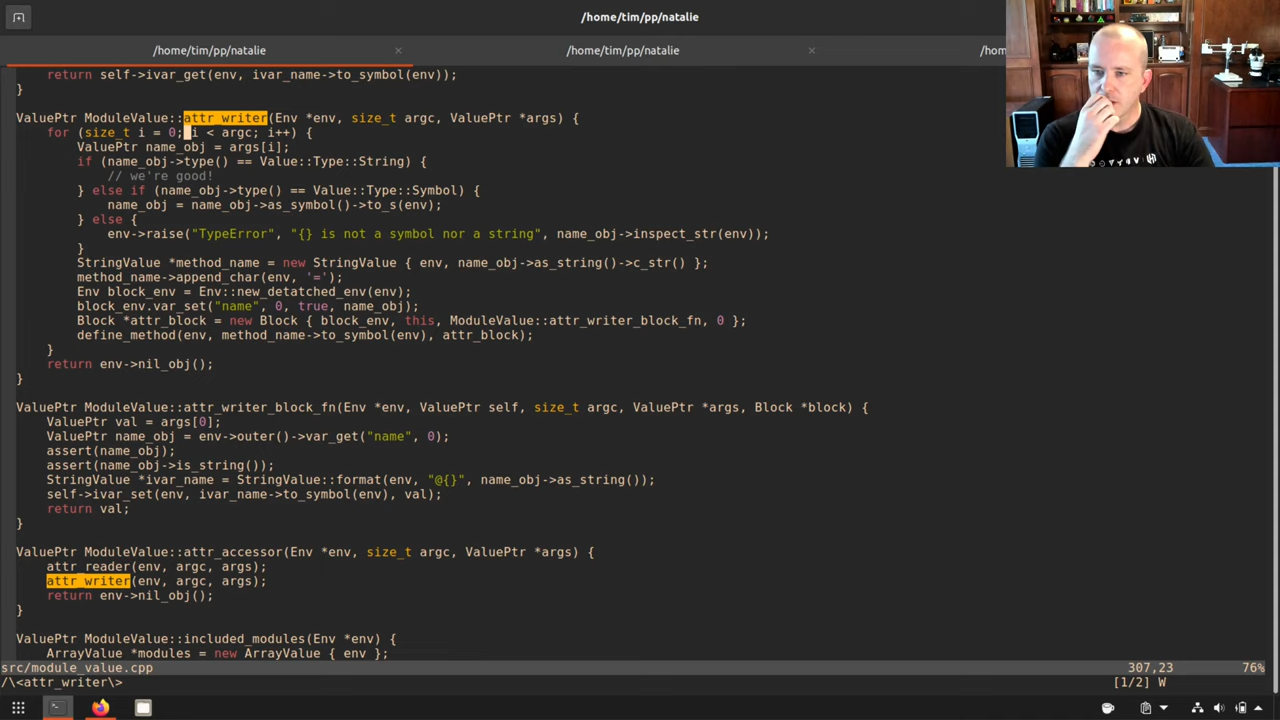 /home/tim/pp/natalie
/home/tim/pp/natalie
/home/tim/pp/natalie
/hom
    return self->ivar_get(env, ivar_name->to_symbol(env));
}
ValuePtr ModuleValue::attr_writer(Env *env, size_t argc, ValuePtr *args) {
    for (size_t i = 0; i < argc; i++) {
        ValuePtr name_obj = args[i];
        if (name_obj->type() == Value::Type::String) {
            // we're good!
        } else if (name_obj->type() == Value::Type::Symbol) {
            name_obj = name_obj->as_symbol()->to_s(env);
        } else {
            env->raise("TypeError", "{} is not a symbol nor a string", name_obj->inspect_str(env));
        }
        StringValue *method_name = new StringValue { env, name_obj->as_string()->c_str() };
        method_name->append_char(env, '=');
        Env block_env = Env::new_detatched_env(env);
        block_env.var_set("name", 0, true, name_obj);
        Block *attr_block = new Block { block_env, this, ModuleValue::attr_writer_block_fn, 0 };
        define_method(env, method_name->to_symbol(env), attr_block);
    }
    return env->nil_obj();
}
ValuePtr ModuleValue::attr_writer_block_fn(Env *env, ValuePtr self, size_t argc, ValuePtr *args, Block *block) {
    ValuePtr val = args[0];
    ValuePtr name_obj = env->outer()->var_get("name", 0);
    assert(name_obj);
    assert(name_obj->is_string());
    StringValue *ivar_name = StringValue::format(env, "@{}", name_obj->as_string());
    self->ivar_set(env, ivar_name->to_symbol(env), val);
    return val;
}
ValuePtr ModuleValue::attr_accessor(Env *env, size_t argc, ValuePtr *args) {
    attr_reader(env, argc, args);
    attr_writer(env, argc, args);
    return env->nil_obj();
}
ValuePtr ModuleValue::included_modules(Env *env) {
    ArrayValue *modules = new ArrayValue { env };
src/module_value.cpp 307,23 76%
/\<attr_writer\> [1/2] W